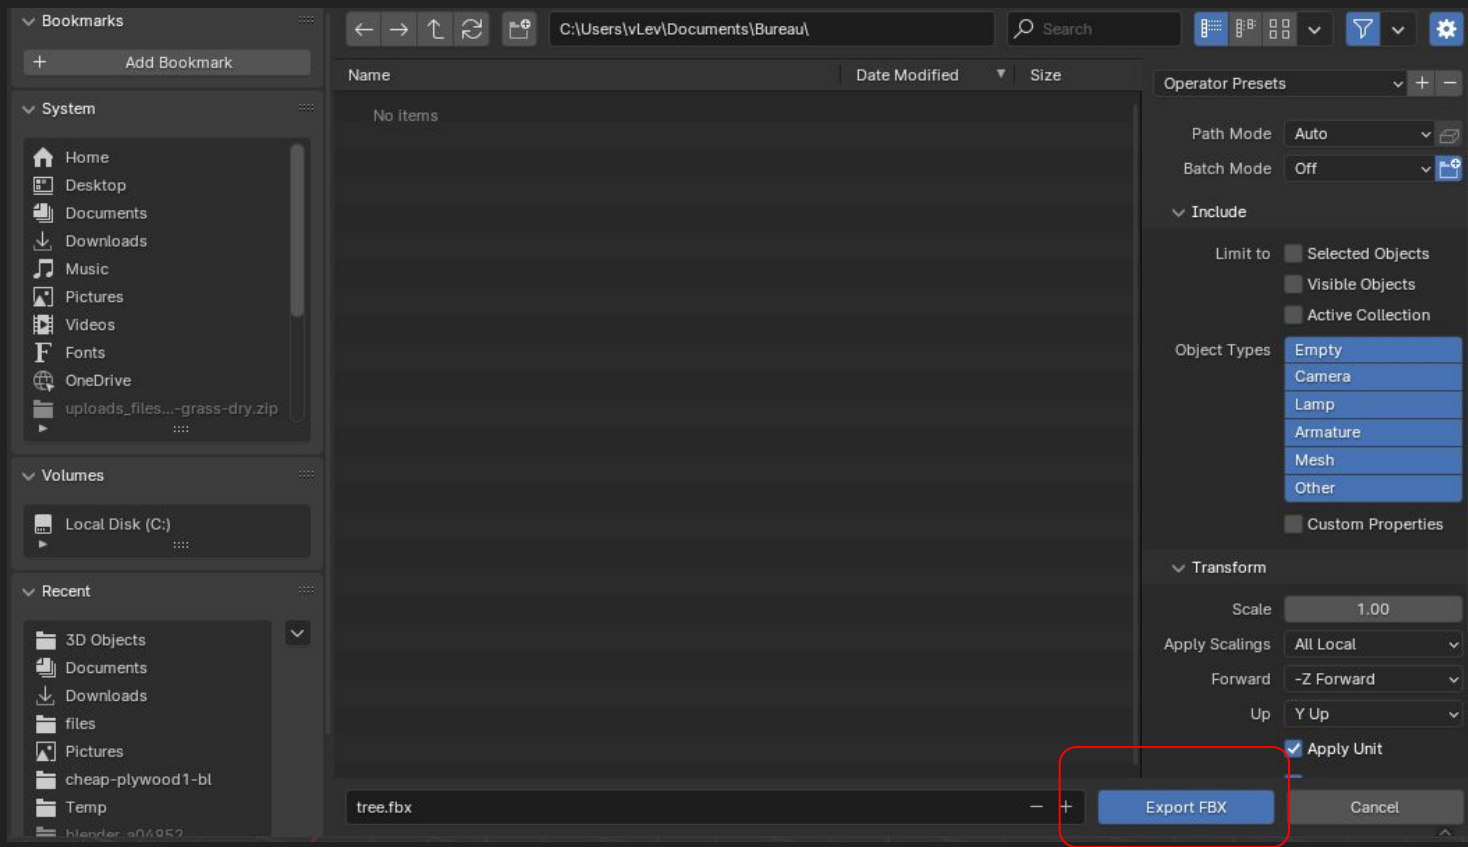 Bookmarks
Add Bookmark
System
Home
Desktop
Documents
Downloads
Music
Pictures
Videos
Fonts
OneDrive
uploads_files...-grass-dry.zip
Volumes
Local Disk (C:)
Recent
3D Objects
Documents
Downloads
files
Pictures
cheap-plywood1-bl
Temp
blender_a04852
C:\Users\vLev\Documents\Bureau\
Search
Name Date Modified Size
No items
tree.fbx
Export FBX
Cancel
Operator Presets
Path Mode Auto
Batch Mode Off
Include
Limit to Selected Objects
Visible Objects
Active Collection
Object Types Empty
Camera
Lamp
Armature
Mesh
Other
Custom Properties
Transform
Scale 1.00
Apply Scalings All Local
Forward -Z Forward
Up Y Up
Apply Unit